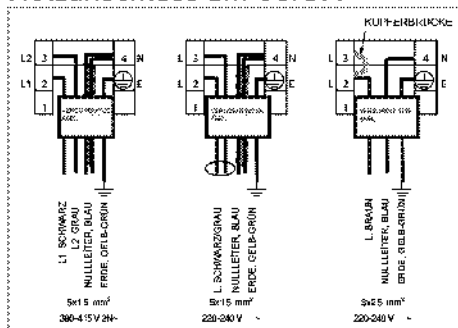 KUPFERBRÜCKE
L2 3 4 N
L1 2 E
1
L 3 4 N
L 2 E
1
L 3 4 N
L 2 E
1
L1 SCHWARZ
L2 GRAU
NULLLEITER, BLAU
ERDE, GELB-GRÜN
L. SCHWARZ/GRAU
NULLLEITER, BLAU
ERDE, GELB-GRÜN
L. BRAUN
NULLLEITER, BLAU
ERDE, GELB-GRÜN
5x1.5 mm²
380-415 V 2N~
5x1.5 mm²
220-240 V ~
3x2.5 mm²
220-240 V ~